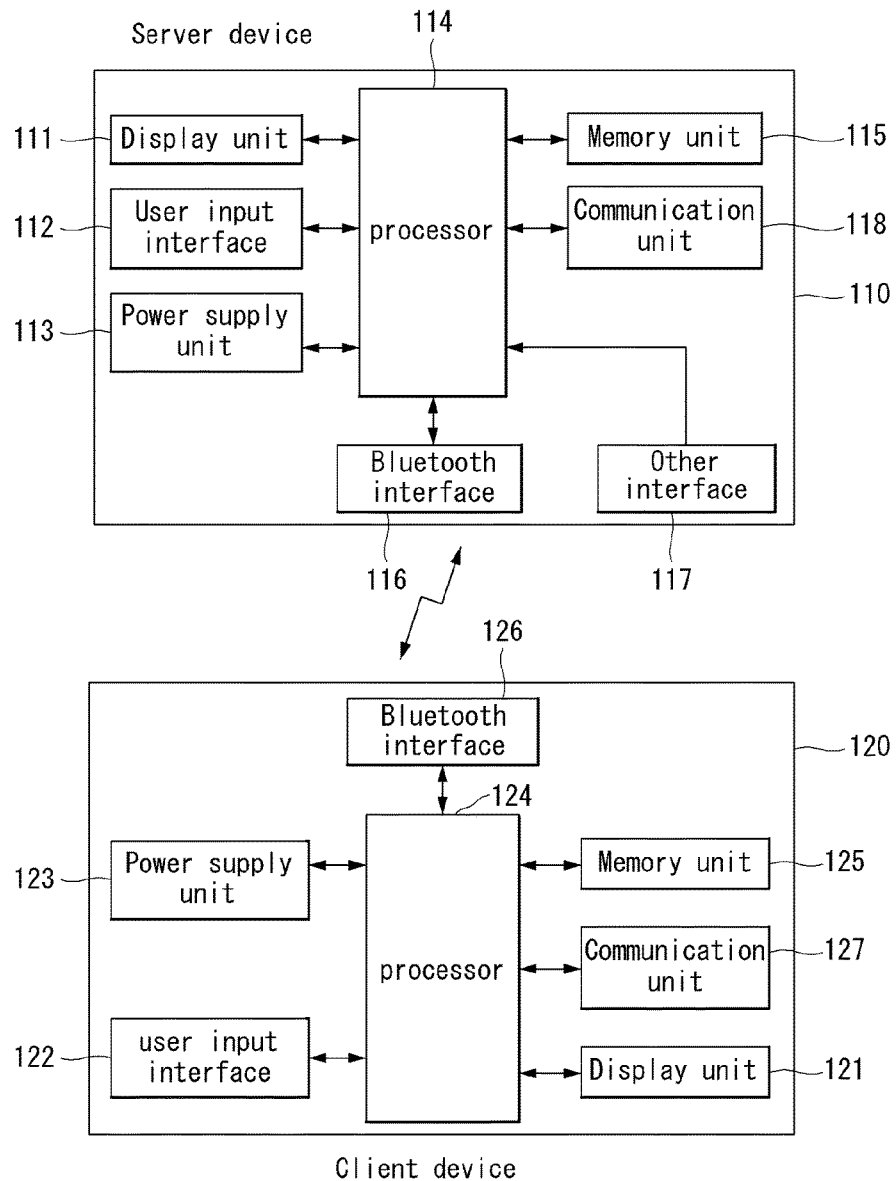 Server device
114
111
Display unit
Memory unit
115
112
User input
interface
processor
Communication
unit
118
110
113
Power supply
unit
Bluetooth
interface
Other
interface
116
117
126
Bluetooth
interface
120
124
123
Power supply
unit
Memory unit
125
processor
Communication
unit
127
122
user input
interface
Display unit
121
Client device